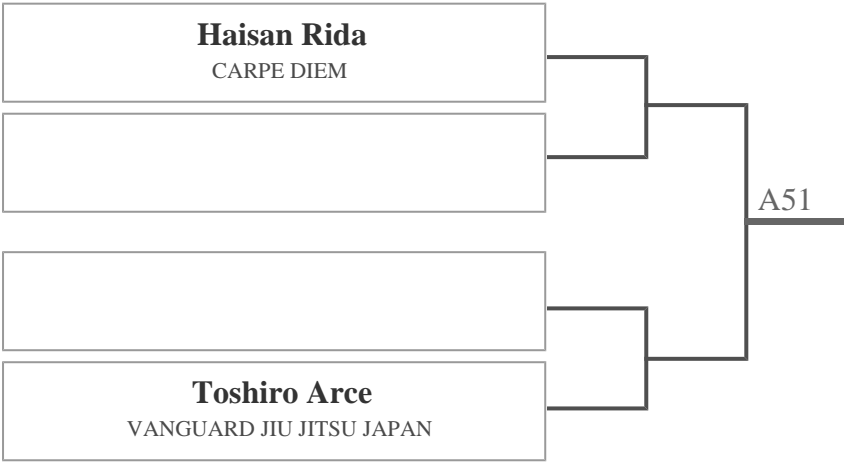 Haisan Rida
CARPE DIEM
A51
Toshiro Arce
VANGUARD JIU JITSU JAPAN